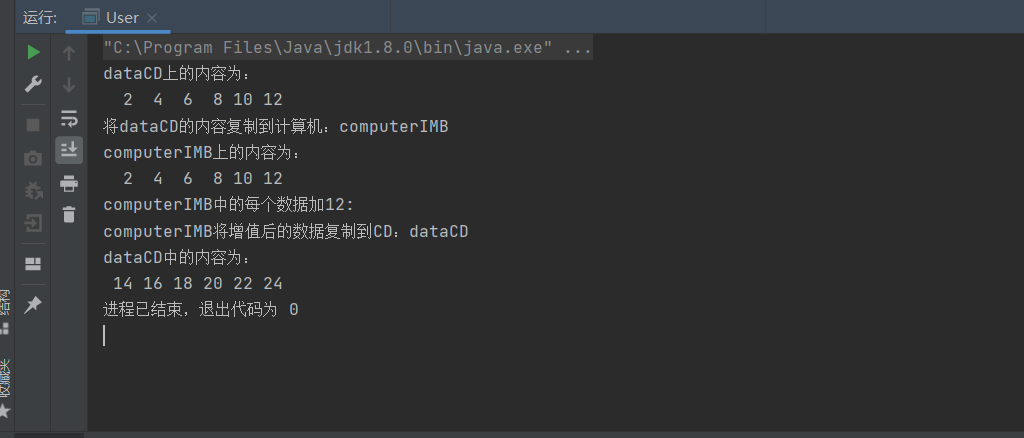 运行: User
"C:\Program Files\Java\jdk1.8.0\bin\java.exe" ...
dataCD上的内容为:
2 4 6 8 10 12
将dataCD的内容复制到计算机: computerIMB
computerIMB上的内容为:
2 4 6 8 10 12
computerIMB中的每个数据加12:
computerIMB将增值后的数据复制到CD: dataCD
dataCD中的内容为:
14 16 18 20 22 24
进程已结束,退出代码为 0
结构
收藏夹